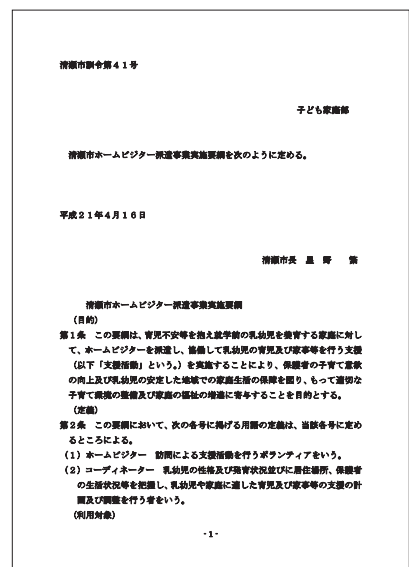 清瀬市訓令第４１号
子ども家庭部
清瀬市ホームビジター派遣事業実施要綱を次のように定める。
平成２１年４月１６日
清瀬市長　星　野　　繁
清瀬市ホームビジター派遣事業実施要綱
（目的）
第１条　この要綱は、育児不安等を抱え就学前の乳幼児を養育する家庭に対し
て、ホームビジターを派遣し、協働して乳幼児の育児及び家事等を行う支援
（以下「支援活動」という。）を実施することにより、保護者の子育て意欲
の向上及び乳幼児の安定した地域での家庭生活の保障を図り、もって適切な
子育て環境の整備及び家庭の福祉の増進に寄与することを目的とする。
（定義）
第２条　この要綱において、次の各号に掲げる用語の定義は、当該各号に定め
るところによる。
（１）ホームビジター　訪問による支援活動を行うボランティアをいう。
（２）コーディネーター　乳幼児の性格及び発育状況並びに居住場所、保護者
の生活状況等を把握し、乳幼児や家庭に適した育児及び家事等の支援の計
画及び調整を行う者をいう。
（利用対象）
- 1 -